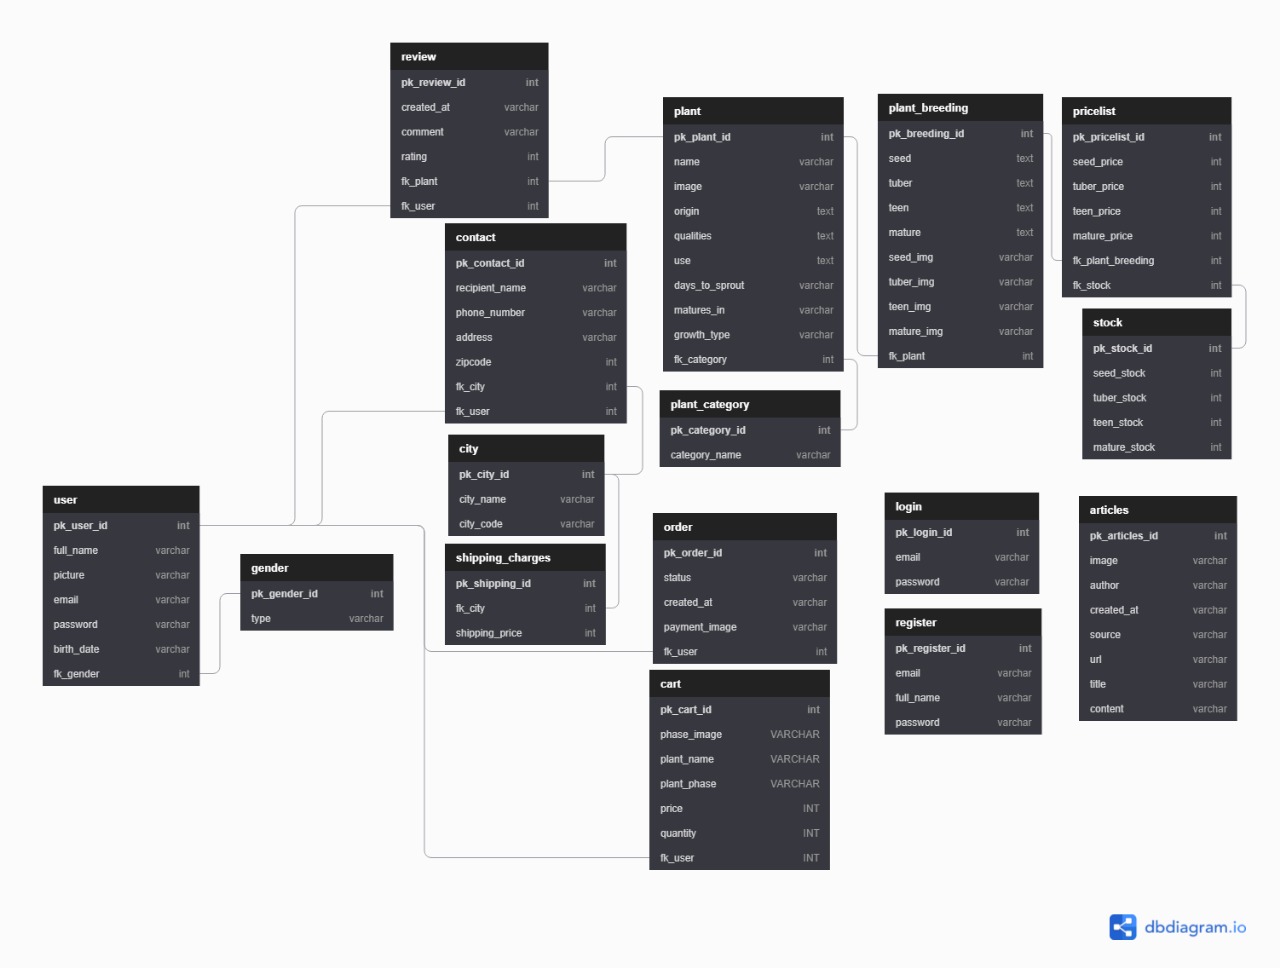 review
pk_review_id int
created_at varchar
comment varchar
rating int
fk_plant int
fk_user int
contact
pk_contact_id int
recipient_name varchar
phone_number varchar
address varchar
zipcode int
fk_city int
fk_user int
city
pk_city_id int
city_name varchar
city_code varchar
shipping_charges
pk_shipping_id int
fk_city int
shipping_price int
user
pk_user_id int
full_name varchar
picture varchar
email varchar
password varchar
birth_date varchar
fk_gender int
gender
pk_gender_id int
type varchar
plant
pk_plant_id int
name varchar
image varchar
origin text
qualities text
use text
days_to_sprout varchar
matures_in varchar
growth_type varchar
fk_category int
plant_category
pk_category_id int
category_name varchar
order
pk_order_id int
status varchar
created_at varchar
payment_image varchar
fk_user int
cart
pk_cart_id int
phase_image VARCHAR
plant_name VARCHAR
plant_phase VARCHAR
price INT
quantity INT
fk_user INT
plant_breeding
pk_breeding_id int
seed text
tuber text
teen text
mature text
seed_img varchar
tuber_img varchar
teen_img varchar
mature_img varchar
fk_plant int
pricelist
pk_pricelist_id int
seed_price int
tuber_price int
teen_price int
mature_price int
fk_plant_breeding int
fk_stock int
stock
pk_stock_id int
seed_stock int
tuber_stock int
teen_stock int
mature_stock int
login
pk_login_id int
email varchar
password varchar
register
pk_register_id int
email varchar
full_name varchar
password varchar
articles
pk_articles_id int
image varchar
author varchar
created_at varchar
source varchar
url varchar
title varchar
content varchar
dbdiagram.io